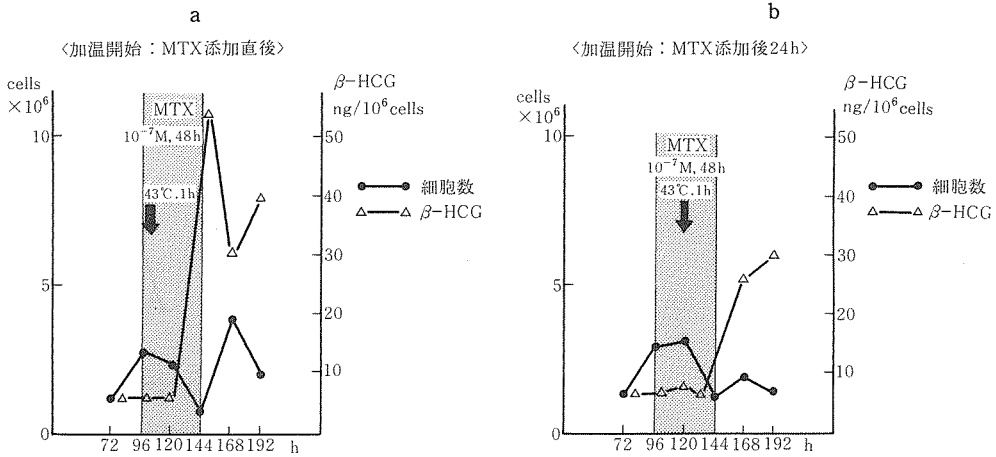 a
〈加温開始：MTX添加直後〉
cells
×10⁶
β-HCG
ng/10⁶cells
MTX
10⁻⁷M, 48h
43℃.1h
10
5
0
50
40
30
20
10
細胞数
β-HCG
72 96 120 144 168 192 h
b
〈加温開始：MTX添加後24h〉
cells
×10⁶
β-HCG
ng/10⁶cells
MTX
10⁻⁷M, 48h
43℃.1h
10
5
0
50
40
30
20
10
細胞数
β-HCG
72 96 120 144 168 192 h